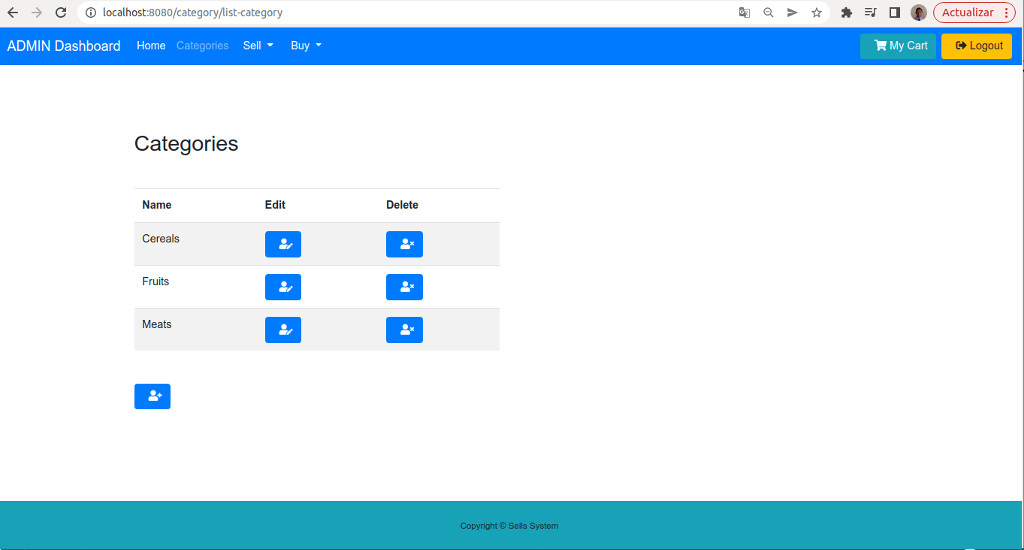 localhost:8080/category/list-category
Actualizar
ADMIN Dashboard Home Categories Sell Buy My Cart Logout
Categories
Name Edit Delete
Cereals
Fruits
Meats
Copyright © Sells System